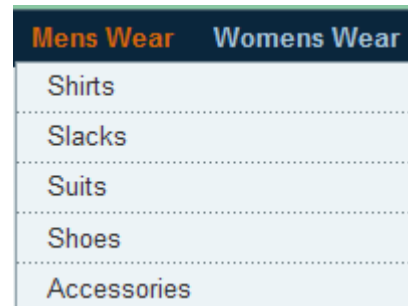 Mens Wear Womens Wear
Shirts
Slacks
Suits
Shoes
Accessories